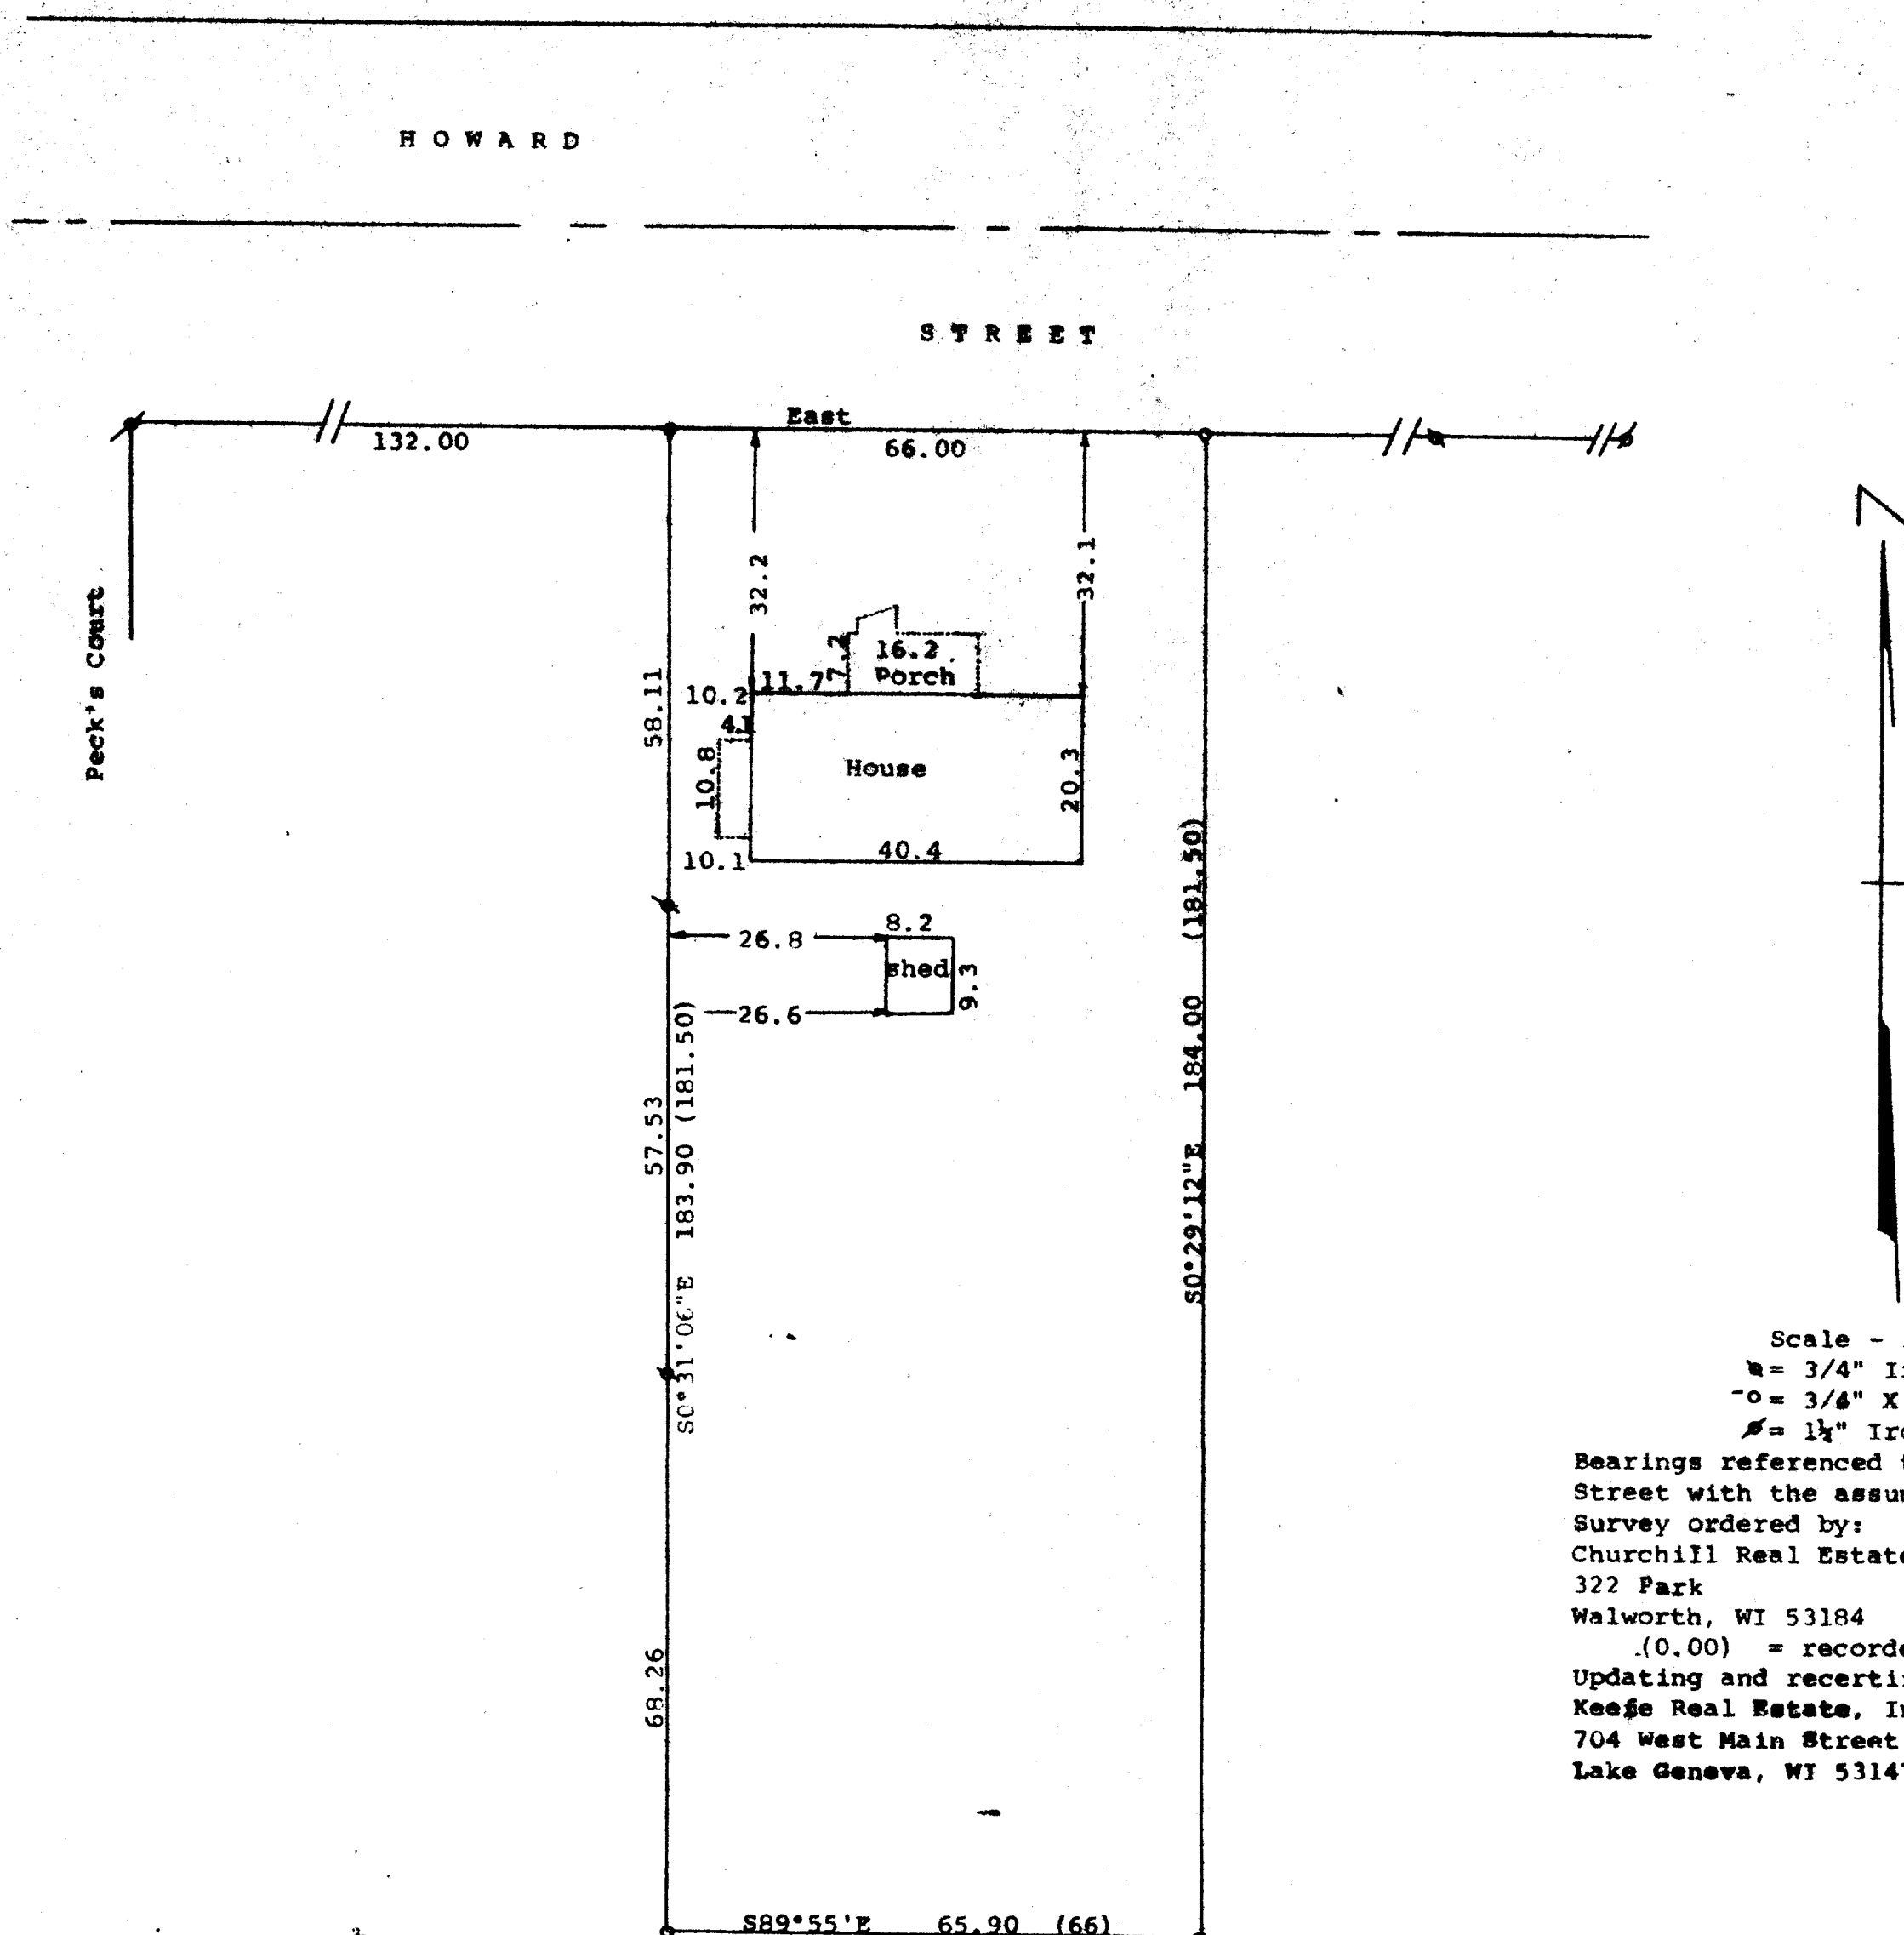 HOWARD
STREET
East
132.00
66.00
Peck's Court
32.2
32.1
7.2
16.2
Porch
11.7
10.2
58.11
4.1
10.8
House
20.3
10.1
40.4
(181.50)
184.00
S0°29'12"E
8.2
26.8
shed
9.3
26.6
57.53
S0°31'06"E 183.90 (181.50)
68.26
S89°55'E 65.90 (66)
Scale -
= 3/4"
o = 3/4" X
= 1¼"
Bearings referenced
Street with the
Survey ordered by:
Churchill Real Estate
322 Park
Walworth, WI 53184
(0.00) =
Updating and
Keefe Real Estate,
704 West Main Street
Lake Geneva, WI